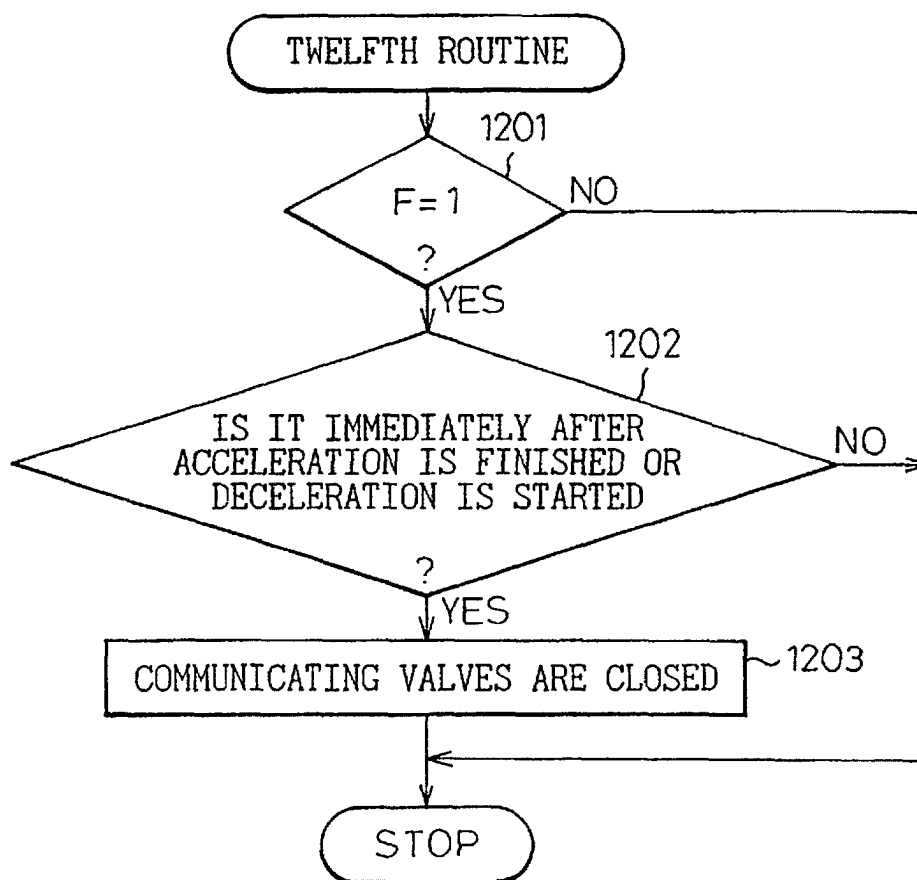 TWELFTH ROUTINE
1201
F=1
?
NO
YES
1202
IS IT IMMEDIATELY AFTER
ACCELERATION IS FINISHED OR
DECELERATION IS STARTED
?
NO
YES
COMMUNICATING VALVES ARE CLOSED
1203
STOP